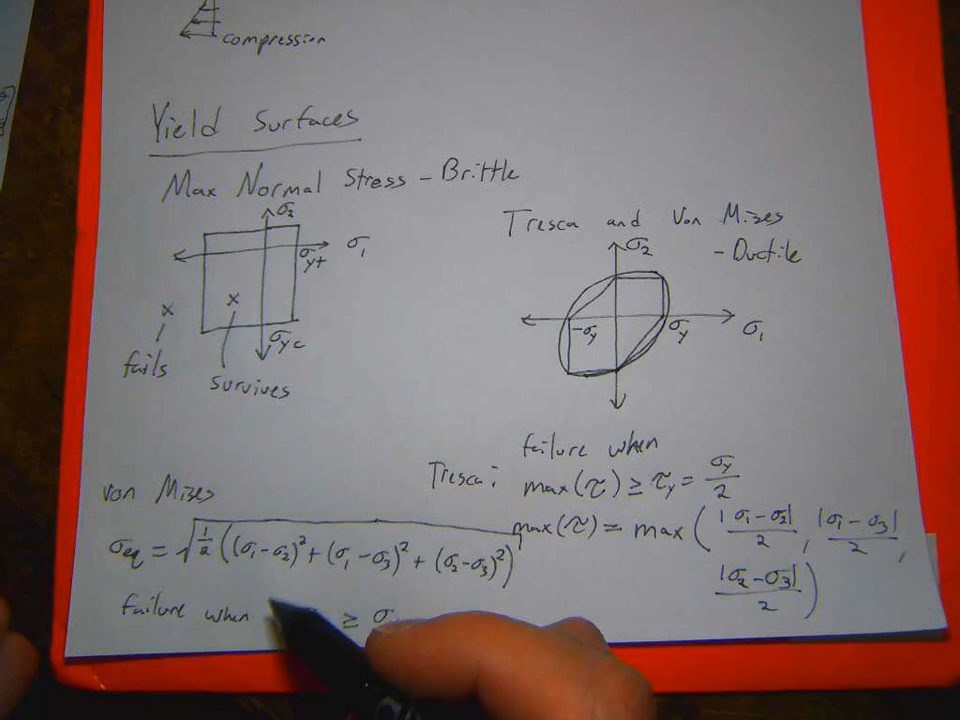 compression
Yield Surfaces
Max Normal Stress - Brittle
σ₂
σ₁
σyt
σyc
x
x
fails
survives
Tresca and Von Mises
- Ductile
σ₂
-σy
σy
σ₁
failure when
Tresca: max(τ) ≥ τy = σy/2
max(τ) = max(|σ₁ - σ₂|/2, |σ₁ - σ₃|/2,
|σ₂ - σ₃|/2)
von Mises
σeq = √(1/2((σ₁-σ₂)² + (σ₁-σ₃)² + (σ₂-σ₃)²))
failure when ≥ σ